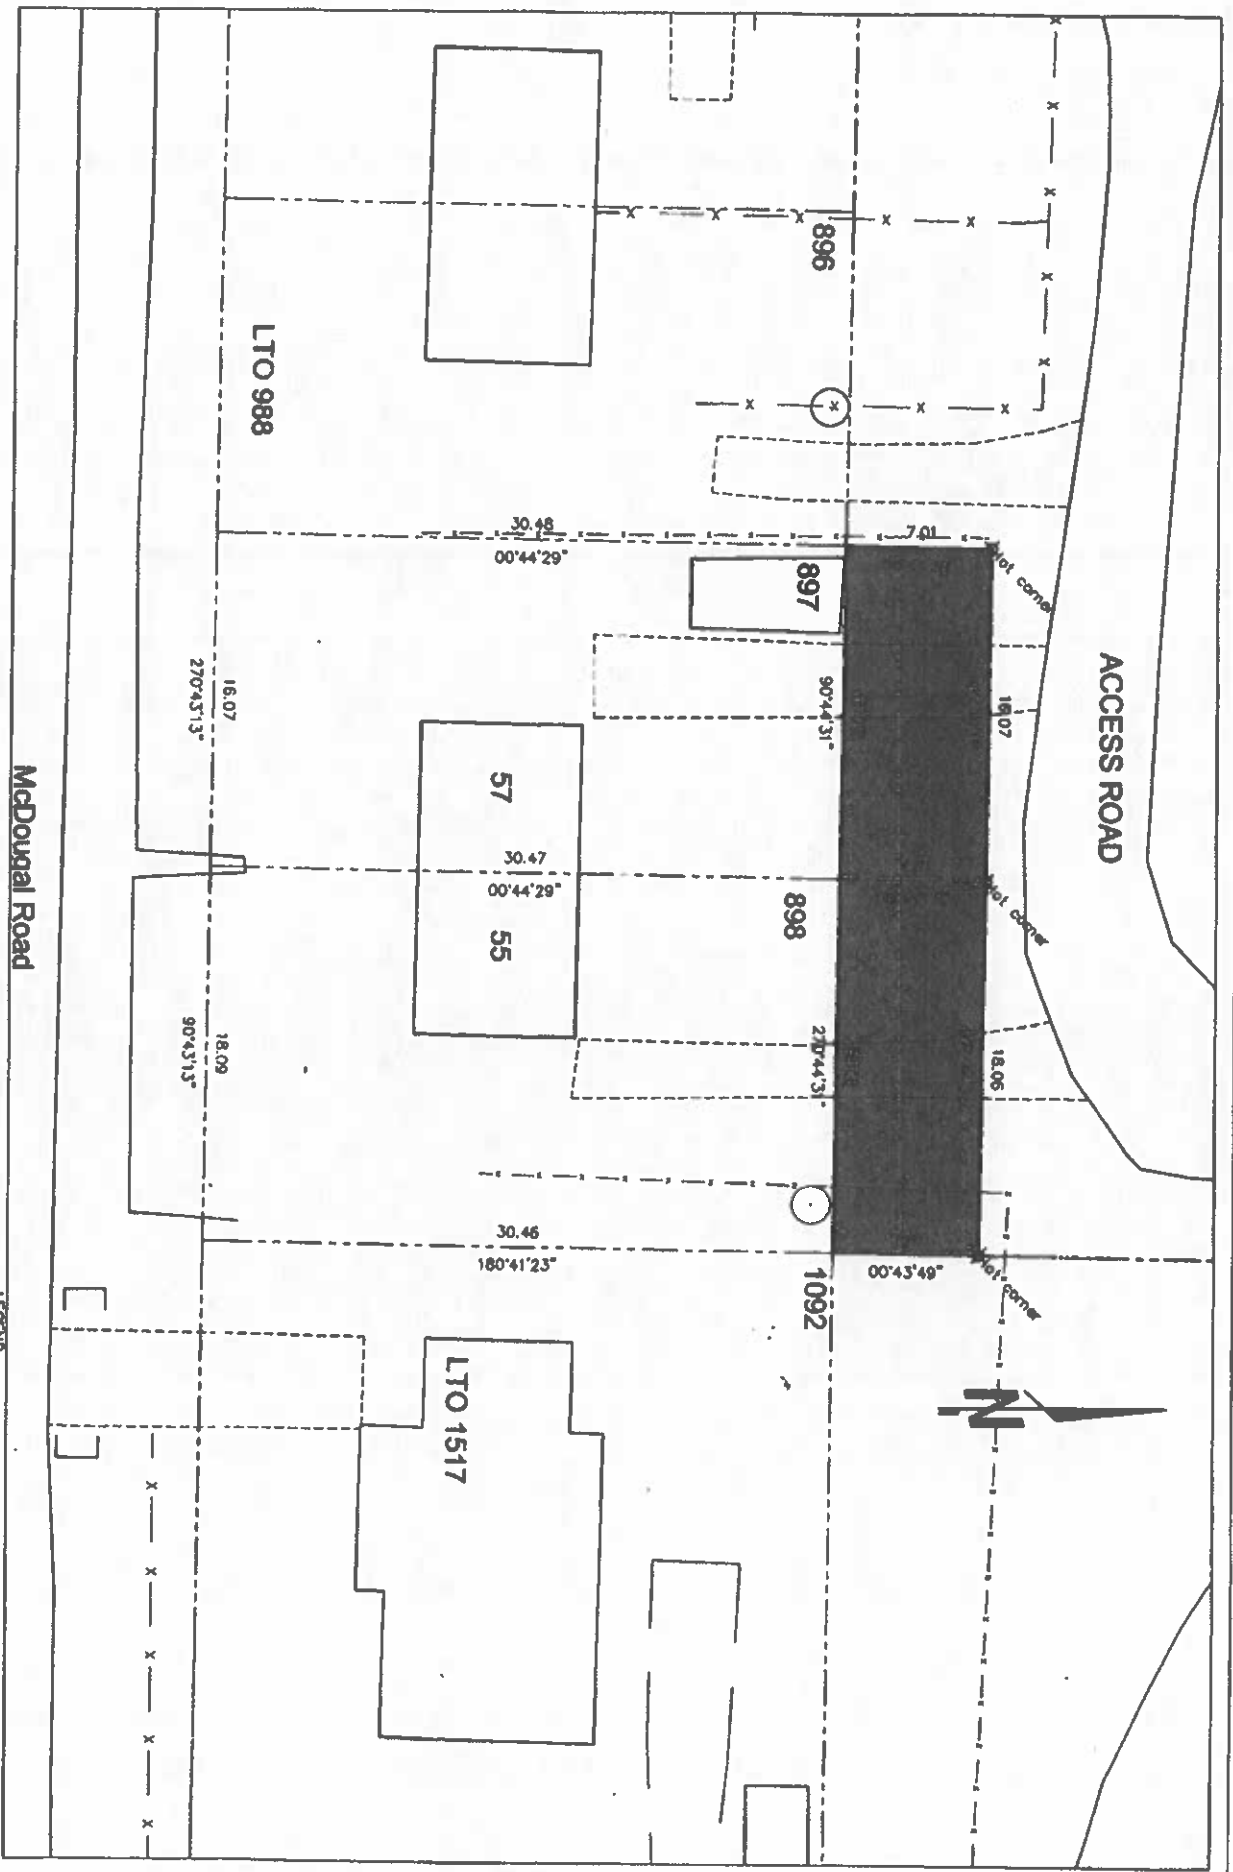 ACCESS ROAD
lot corner
lot corner
lot corner
7.01
16.07
18.06
00°43'49"
896
897
898
1092
90°44'31"
270°44'31"
30.48
00°44'29"
30.47
00°44'29"
30.46
180°41'23"
57
55
LTO 1517
LTO 988
16.07
270°43'13"
18.09
90°43'13"
McDougal Road
N